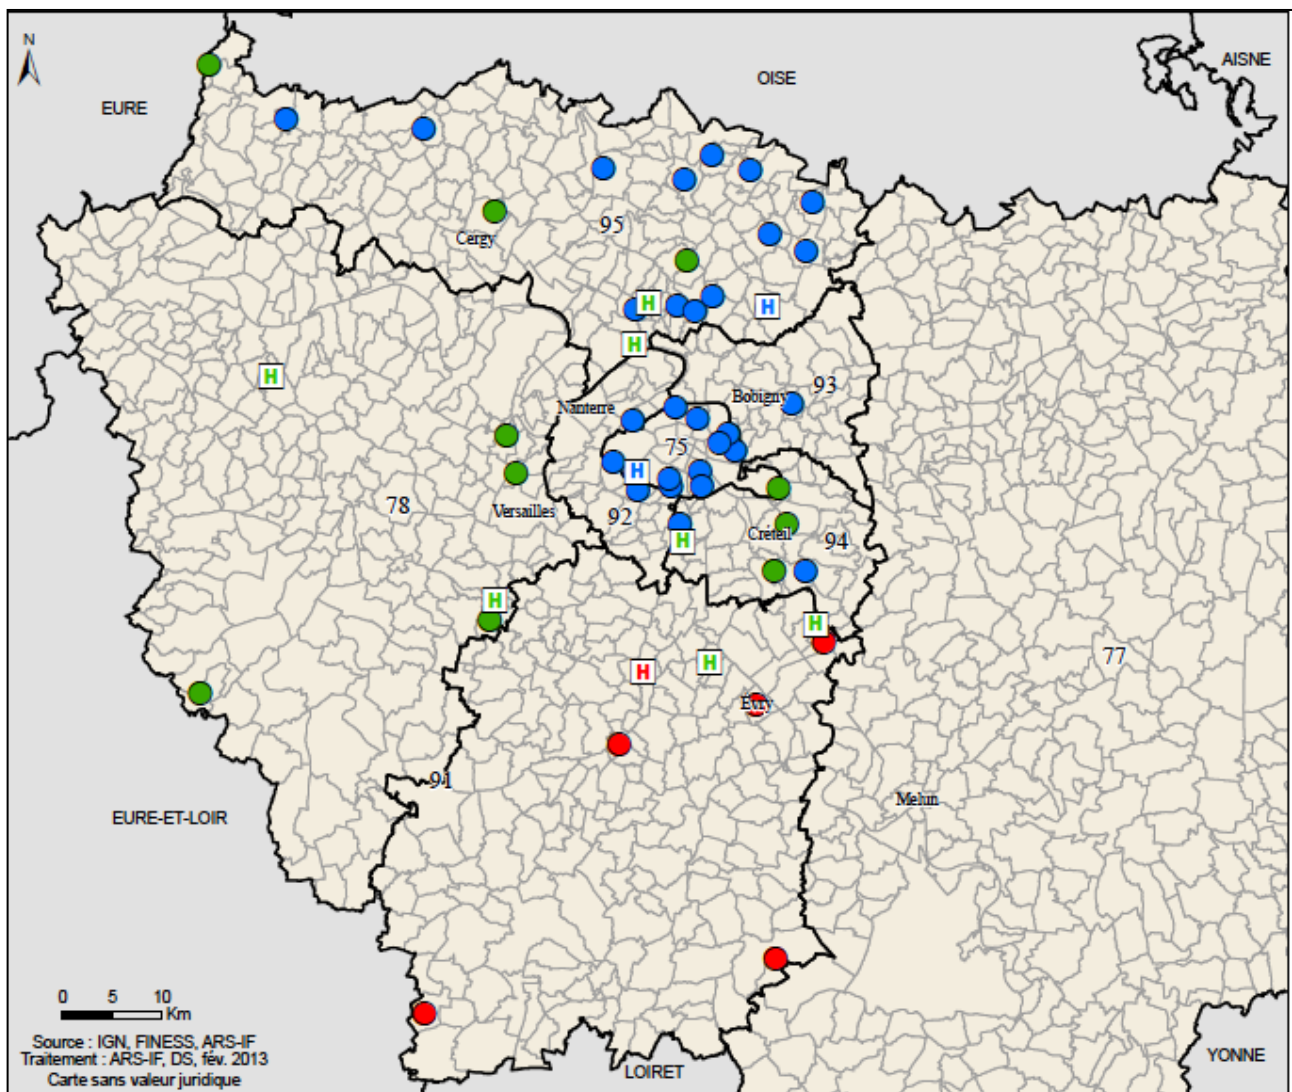 N
AISNE
OISE
EURE
95
Cergy
H
H
H
H
93
Bobigny
Nanterre
75
H
78
Versailles
92
Créteil
94
H
H
H
H
H
77
Evry
91
Melun
EURE-ET-LOIR
0 5 10
Km
Source : IGN, FINESS, ARS-IF
Traitement : ARS-IF, DS, fév. 2013
Carte sans valeur juridique
LOIRET
YONNE